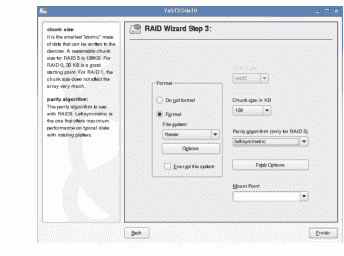 YaST2@da10
chunk size:
It is the smallest "atomic" mass
of data that can be written to the
devices. A reasonable chunk
size for RAID 5 is 128KB. For
RAID 0, 32 KB is a good
starting point. For RAID 1, the
chunk size does not affect the
array very much.
parity algorithm:
The parity algorithm to use
with RAID5. Left-symmetric is
the one that offers maximum
performance on typical disks
with rotating platters.
RAID Wizard Step 3:
Format
Do not format
Format
File system
Reiser
Options
Encrypt file system
RAID Type
raid5
Chunk size in KB
128
Parity algorithm (only for RAID 5)
left-symmetric
Fstab Options
Mount Point
Back
Finish